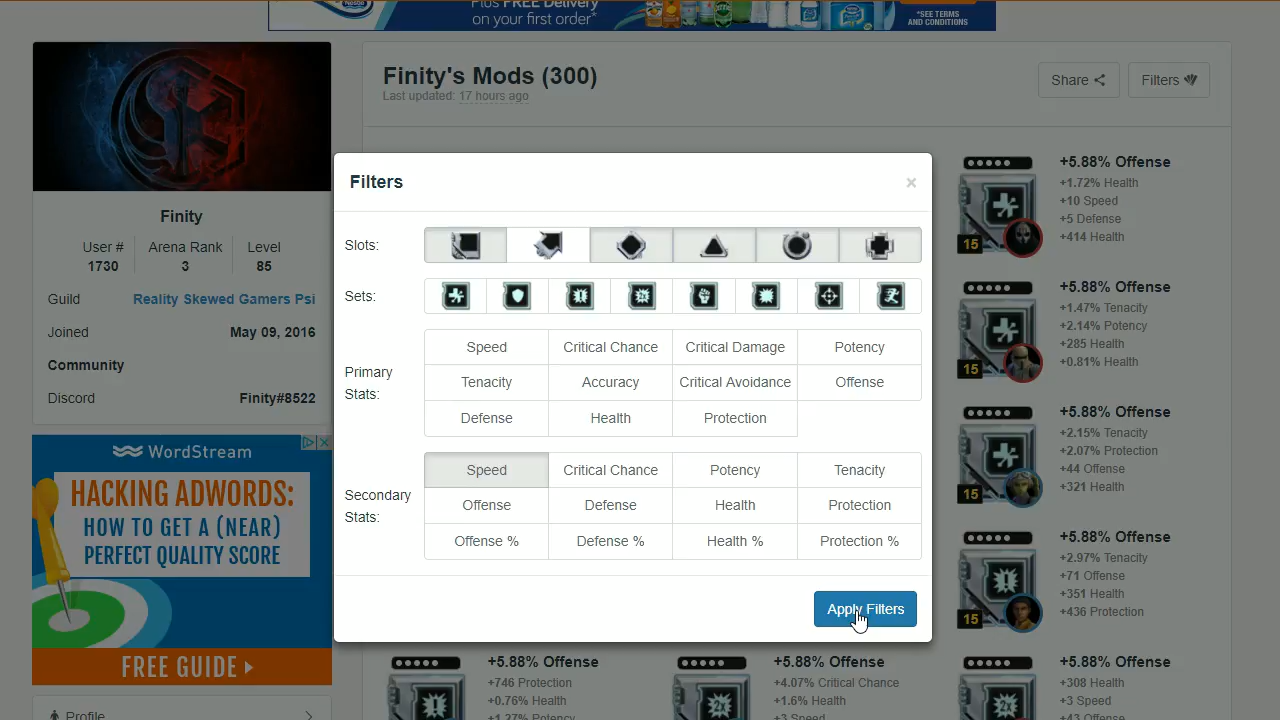 Plus FREE Delivery
on your first order*
*SEE TERMS
AND CONDITIONS
Finity's Mods (300)
Last updated: 17 hours ago
Share
Filters
Finity
User #
1730
Arena Rank
3
Level
85
Guild
Reality Skewed Gamers Psi
Joined
May 09, 2016
Community
Discord
Finity#8522
WordStream
HACKING ADWORDS:
HOW TO GET A (NEAR)
PERFECT QUALITY SCORE
FREE GUIDE
Profile
Filters
×
Slots:
Sets:
Primary
Stats:
Speed
Critical Chance
Critical Damage
Potency
Tenacity
Accuracy
Critical Avoidance
Offense
Defense
Health
Protection
Secondary
Stats:
Speed
Critical Chance
Potency
Tenacity
Offense
Defense
Health
Protection
Offense %
Defense %
Health %
Protection %
Apply Filters
+5.88% Offense
+1.72% Health
+10 Speed
+5 Defense
+414 Health
15
+5.88% Offense
+1.47% Tenacity
+2.14% Potency
+285 Health
+0.81% Health
15
+5.88% Offense
+2.15% Tenacity
+2.07% Protection
+44 Offense
+321 Health
15
+5.88% Offense
+2.97% Tenacity
+71 Offense
+351 Health
+436 Protection
15
+5.88% Offense
+746 Protection
+0.76% Health
+1.27% Potency
+5.88% Offense
+4.07% Critical Chance
+1.6% Health
+3 Speed
2X
+5.88% Offense
+308 Health
+3 Speed
+43 Offense
2X